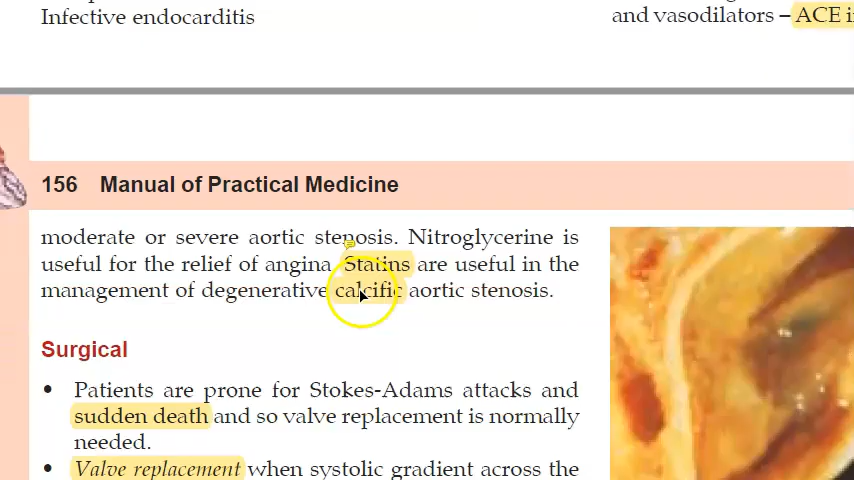 Infective endocarditis
and vasodilators – ACE
156 Manual of Practical Medicine
moderate or severe aortic stenosis. Nitroglycerine is
useful for the relief of angina Statins are useful in the
management of degenerative calcific aortic stenosis.
Surgical
• Patients are prone for Stokes-Adams attacks and
sudden death and so valve replacement is normally
needed.
• Valve replacement when systolic gradient across the